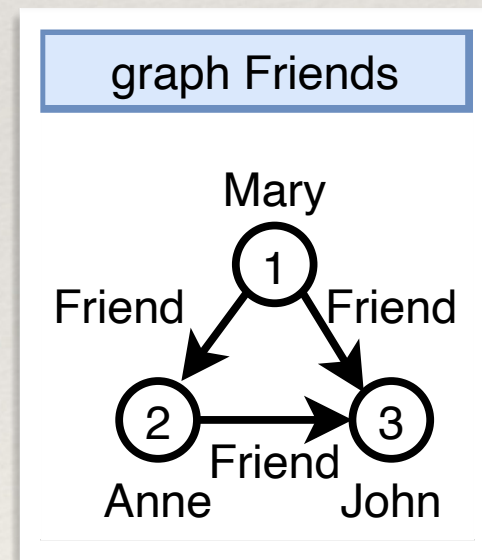 graph Friends
Mary
1
Friend Friend
2 3
Friend
Anne John